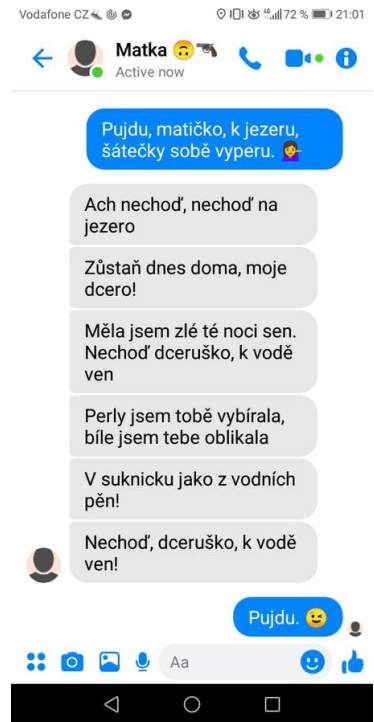 Vodafone CZ 72 % 21:01
Matka 🙃🔫
Active now
Pujdu, matičko, k jezeru,
šátečky sobě vyperu. 💁‍♀️
Ach nechoď, nechoď na
jezero
Zůstaň dnes doma, moje
dcero!
Měla jsem zlé té noci sen.
Nechoď dceruško, k vodě
ven
Perly jsem tobě vybírala,
bíle jsem tebe oblikala
V suknicku jako z vodních
pěn!
Nechoď, dceruško, k vodě
ven!
Pujdu. 😉
Aa